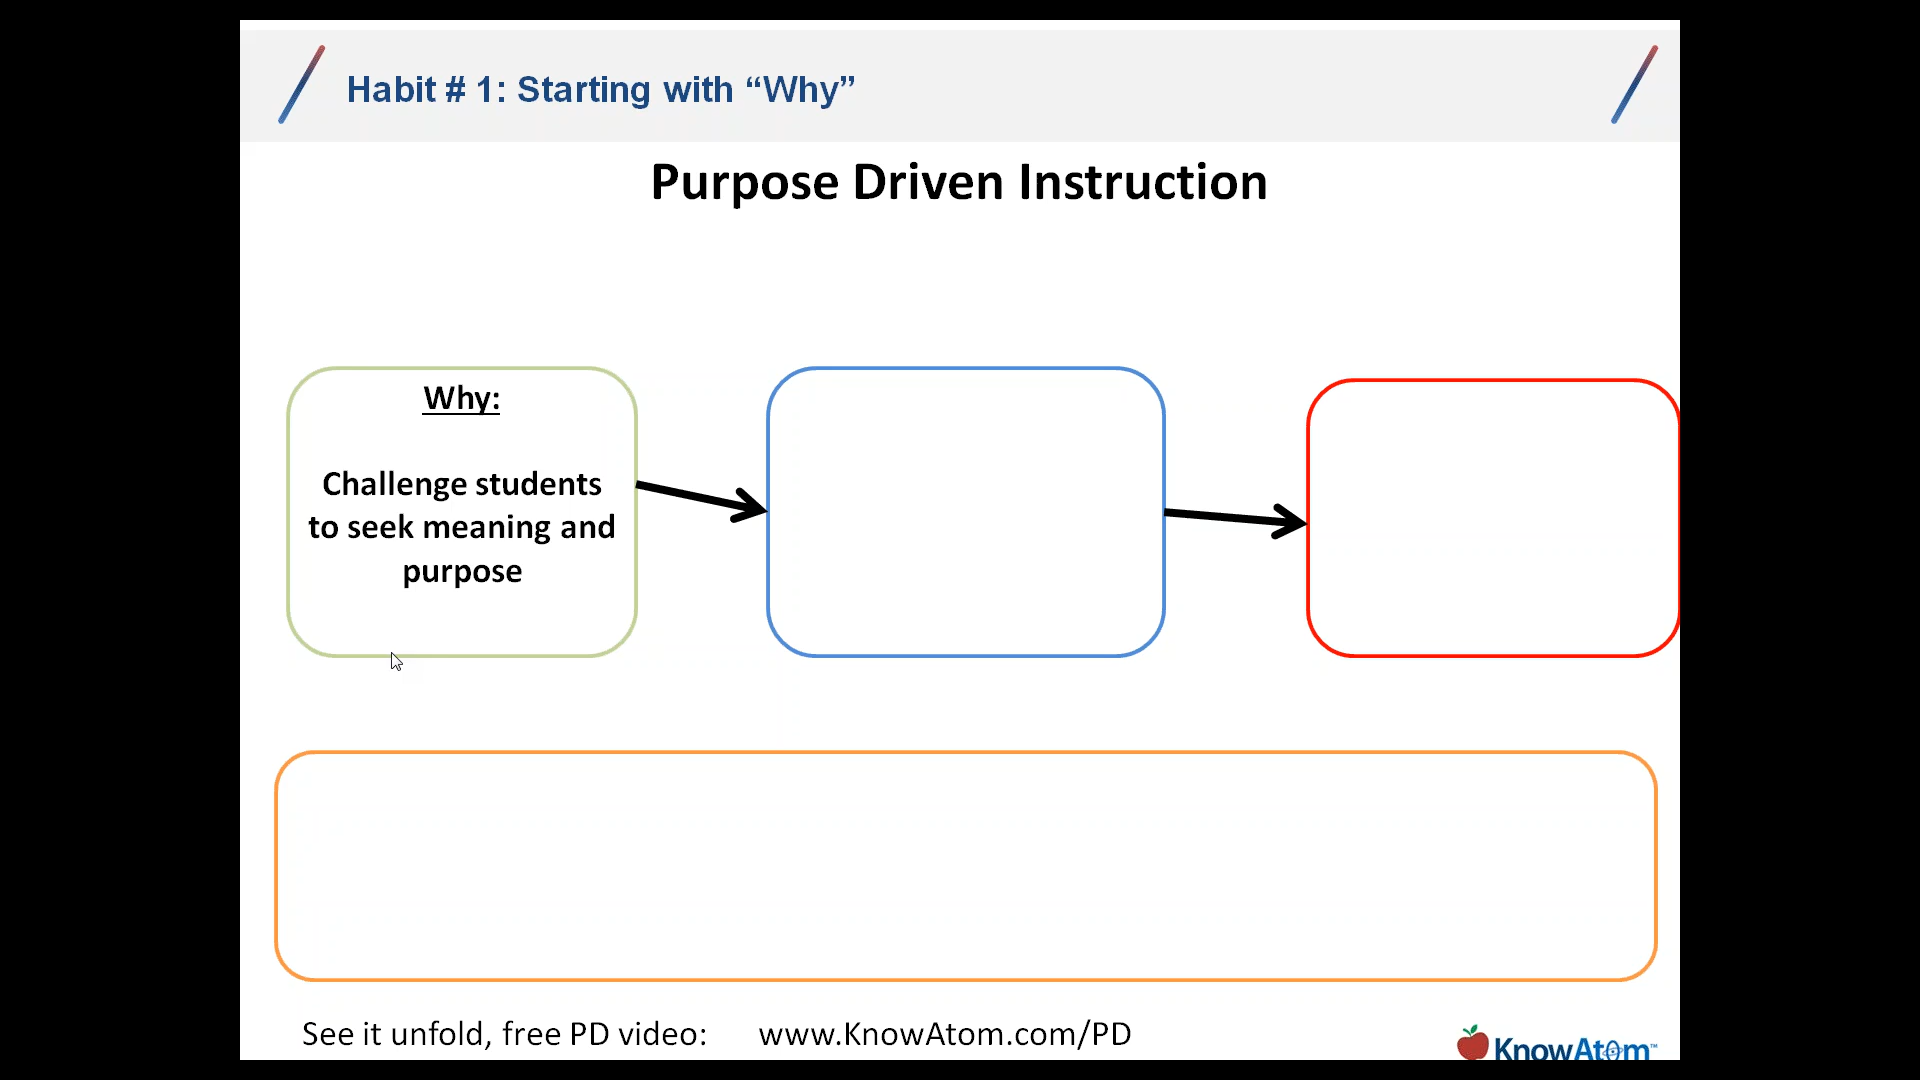 Habit # 1: Starting with “Why”
Purpose Driven Instruction
Why:
Challenge students
to seek meaning and
purpose
See it unfold, free PD video: www.KnowAtom.com/PD
KnowAtom™